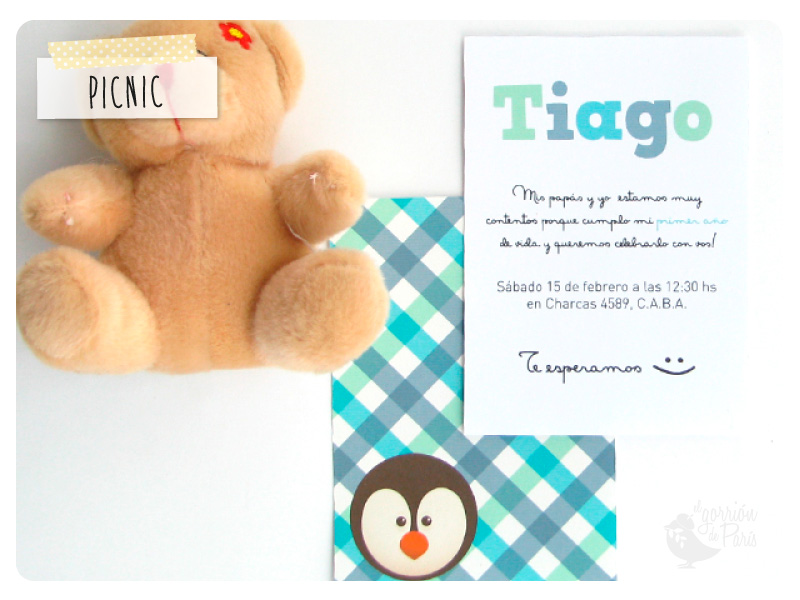 PICNIC
Tiago
Mis papás y yo estamos muy
contentos porque cumplo mi primer año
de vida y queremos celebrarlo con vos!
Sábado 15 de febrero a las 12:30 hs
en Charcas 4589, C.A.B.A.
Te esperamos
el gorrión
de París